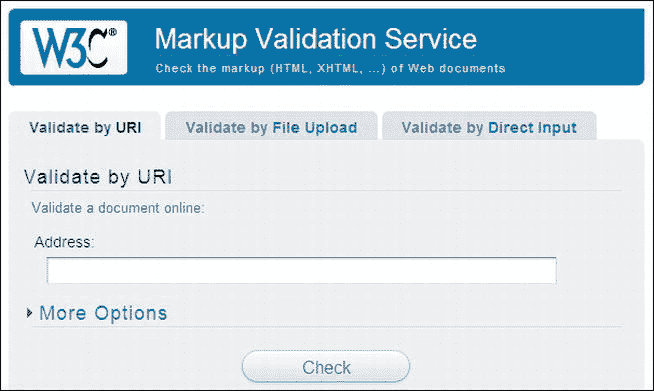 W3C®
Markup Validation Service
Check the markup (HTML, XHTML, ...) of Web documents
Validate by URI
Validate by File Upload
Validate by Direct Input
Validate by URI
Validate a document online:
Address:
More Options
Check